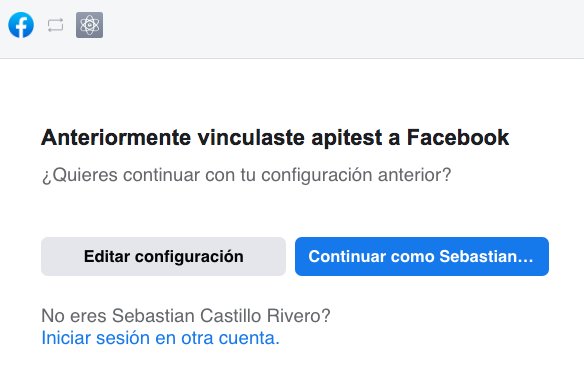 Anteriormente vinculaste apitest a Facebook
¿Quieres continuar con tu configuración anterior?
Editar configuración
Continuar como Sebastian...
No eres Sebastian Castillo Rivero?
Iniciar sesión en otra cuenta.